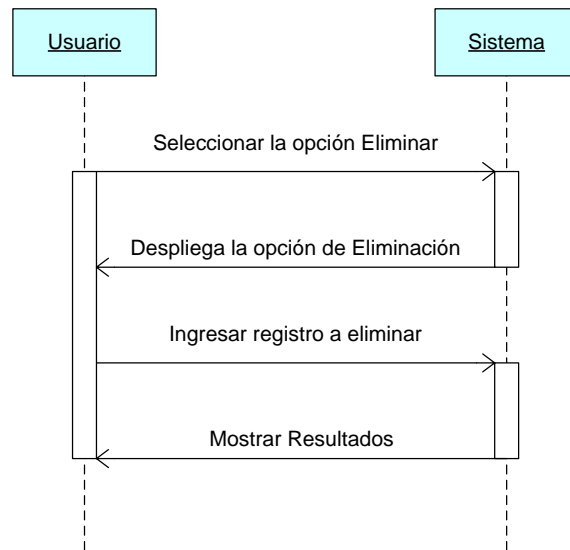 Usuario
Sistema
Seleccionar la opción Eliminar
Despliega la opción de Eliminación
Ingresar registro a eliminar
Mostrar Resultados